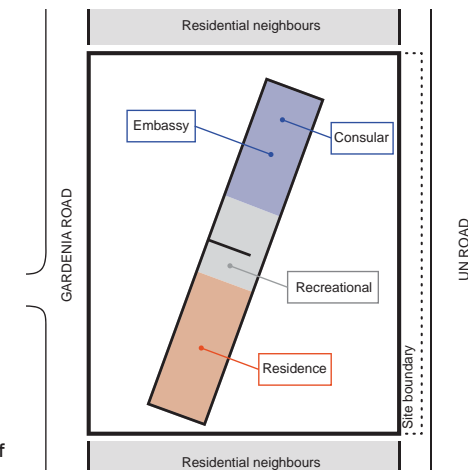 Residential neighbours
Embassy
Consular
GARDENIA ROAD
UN ROAD
Recreational
Residence
Site boundary
f
Residential neighbours